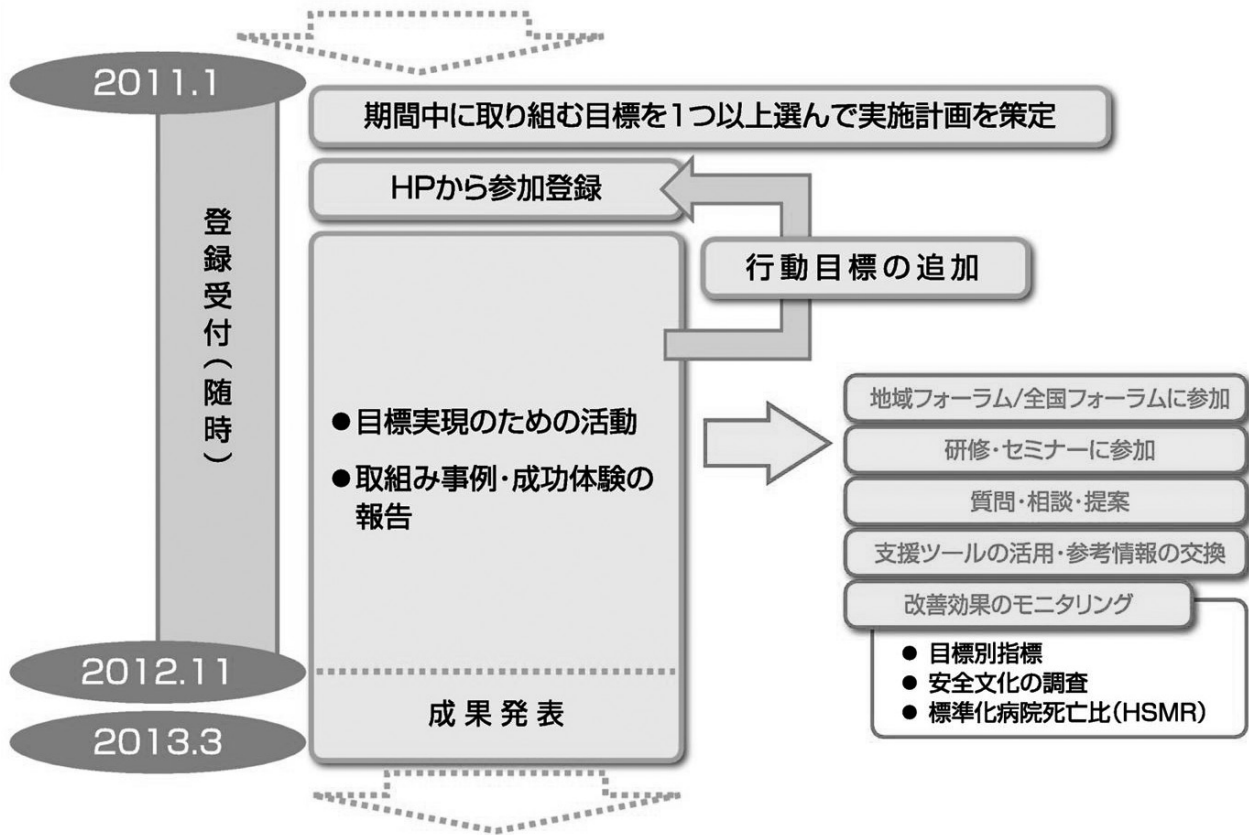 2011.1
期間中に取り組む目標を1つ以上選んで実施計画を策定
HPから参加登録
行動目標の追加
登録受付(随時)
●目標実現のための活動
●取組み事例･成功体験の
報告
地域フォーラム/全国フォーラムに参加
研修･セミナーに参加
質問･相談･提案
支援ツールの活用･参考情報の交換
改善効果のモニタリング
● 目標別指標
● 安全文化の調査
● 標準化病院死亡比(HSMR)
2012.11
成果発表
2013.3